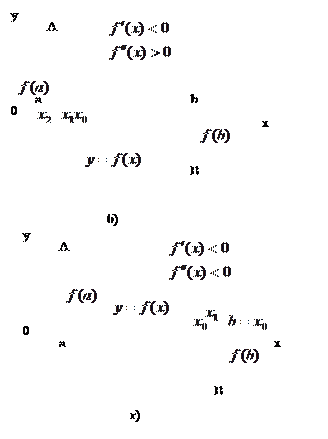 y
A f'(x) < 0
f''(x) > 0
f(a)
a b
0 x₂ x₁ x₀ x
f(b)
y = f(x)
B
b)
y
A f'(x) < 0
f''(x) < 0
f(a)
y = f(x) x₀ x₁ b = x₀
0
a x
f(b)
B
x)